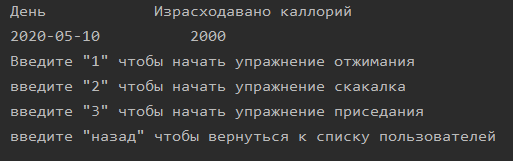 День Израсходавано каллорий
2020-05-10 2000
Введите "1" чтобы начать упражнение отжимания
введите "2" чтобы начать упражнение скакалка
введите "3" чтобы начать упражнение приседания
введите "назад" чтобы вернуться к списку пользователей